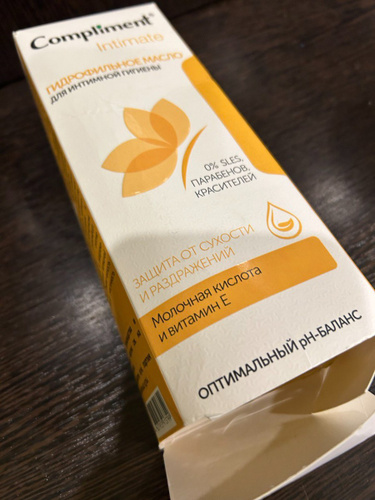 Compliment®
Intimate
ГИДРОФИЛЬНОЕ МАСЛО
ДЛЯ ИНТИМНОЙ ГИГИЕНЫ
0% SLES,
ПАРАБЕНОВ,
КРАСИТЕЛЕЙ
ЗАЩИТА ОТ СУХОСТИ
И РАЗДРАЖЕНИЙ
Молочная кислота
и витамин Е
ОПТИМАЛЬНЫЙ pH-БАЛАНС